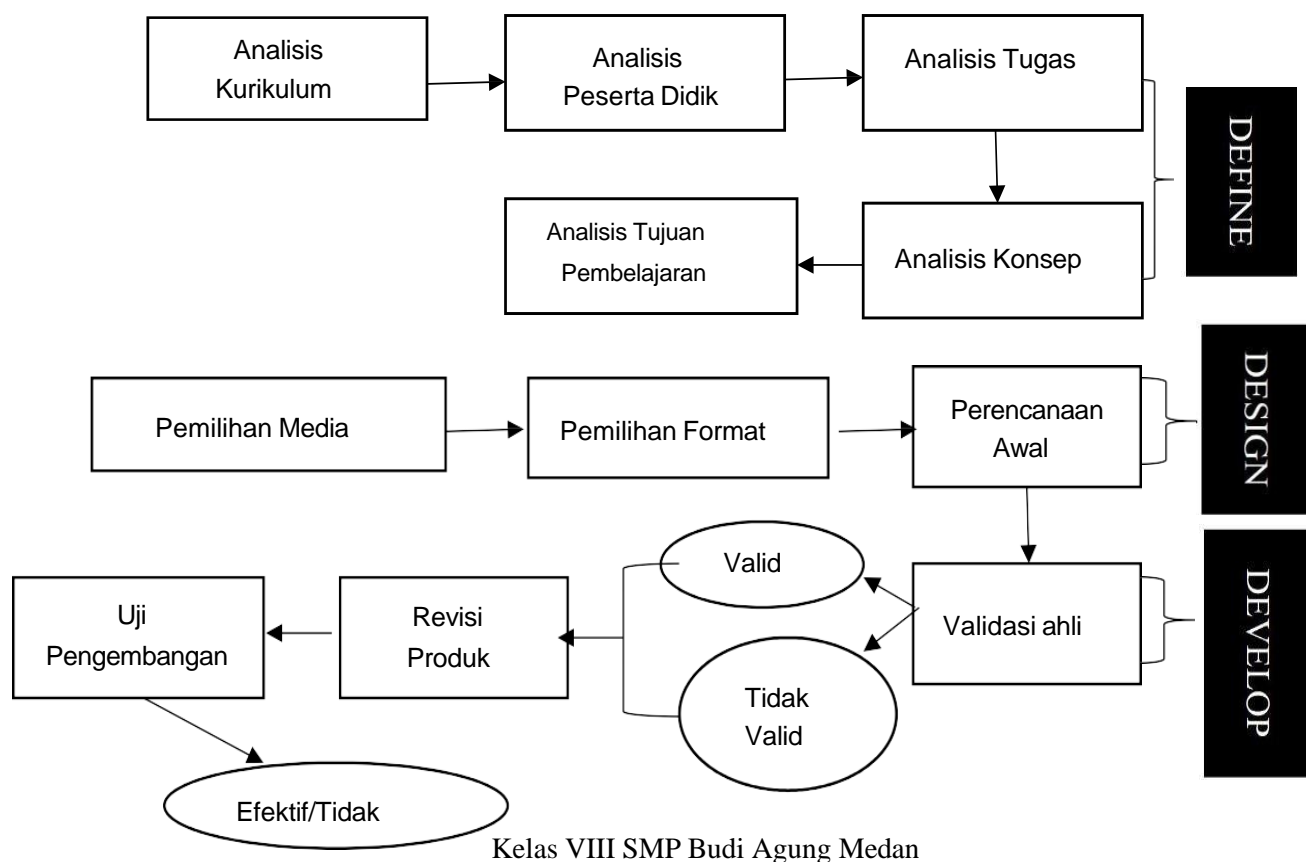 Analisis
Kurikulum
Analisis
Peserta Didik
Analisis Tugas
DEFINE
Analisis Tujuan
Pembelajaran
Analisis Konsep
Pemilihan Media
Pemilihan Format
Perencanaan
Awal
DESIGN
Uji
Pengembangan
Revisi
Produk
Valid
Tidak
Valid
Validasi ahli
DEVELOP
Efektif/Tidak
Kelas VIII SMP Budi Agung Medan